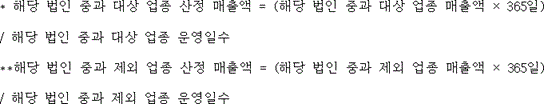 * 해당 법인 중과 대상 업종 산정 매출액 = (해당 법인 중과 대상 업종 매출액 × 365일)
/ 해당 법인 중과 대상 업종 운영일수
**해당 법인 중과 제외 업종 산정 매출액 = (해당 법인 중과 제외 업종 매출액 × 365일)
/ 해당 법인 중과 제외 업종 운영일수